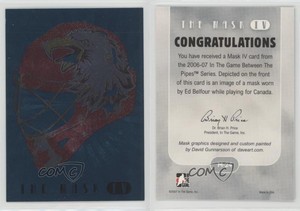 THE MASK IV
THE MASK IV
CONGRATULATIONS
You have received a Mask IV card from
the 2006-07 In The Game Between The
Pipes™ Series. Depicted on the front
of this card is an image of a mask worn
by Ed Belfour while playing for Canada.
Dr. Brian H. Price
President, In The Game, Inc.
Mask graphics designed and custom painted
by David Gunnarsson of daveart.com.
COMC
COMC